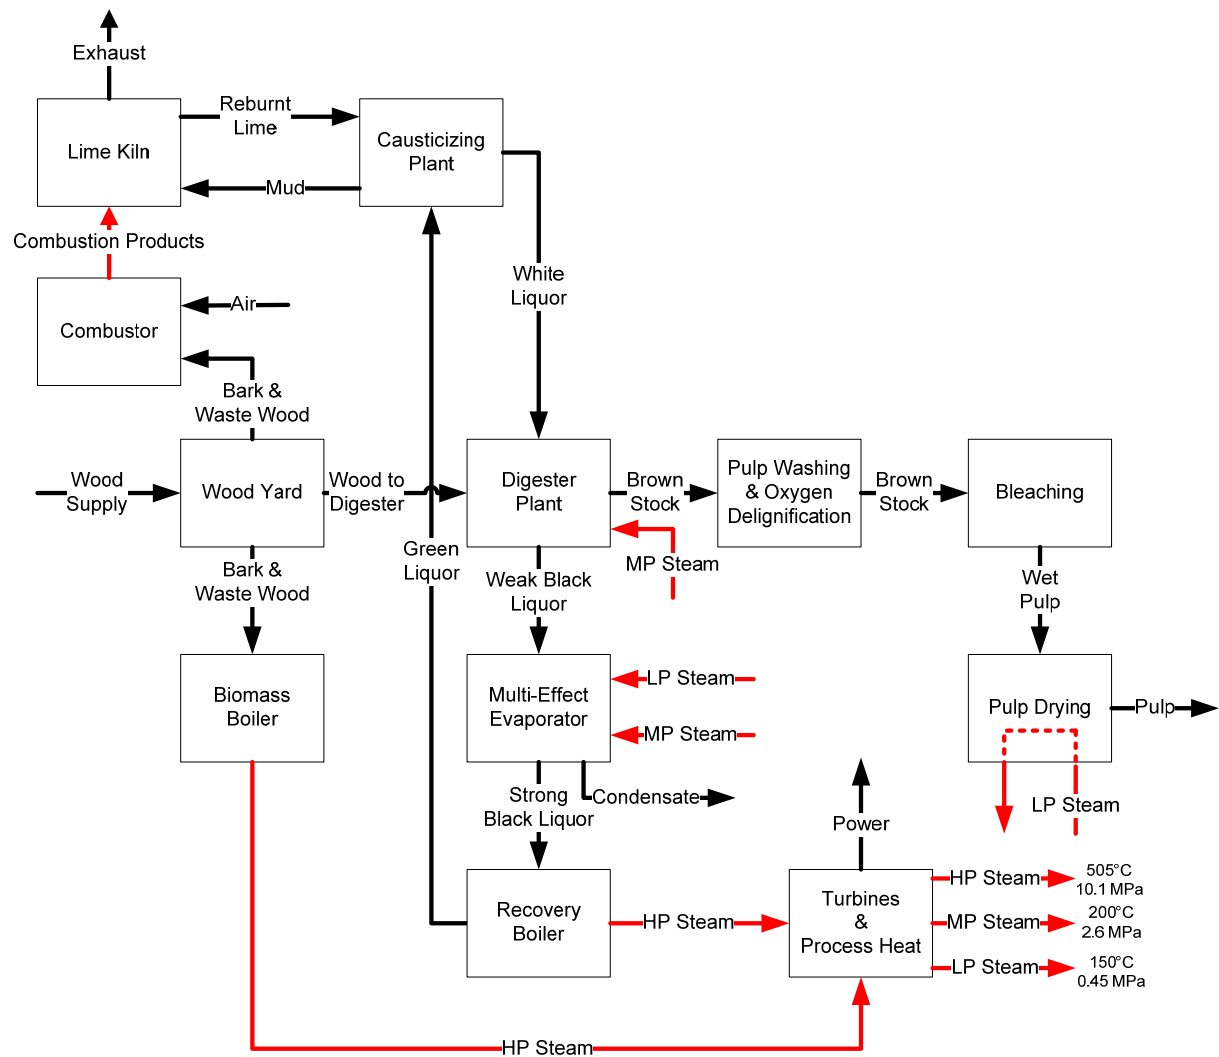 Exhaust
Reburnt
Lime
Lime Kiln
Causticizing
Plant
Mud
Combustion Products
White
Liquor
Air
Combustor
Bark &
Waste Wood
Wood
Supply
Wood Yard
Wood to
Digester
Digester
Plant
Brown
Stock
Pulp Washing
& Oxygen
Delignification
Brown
Stock
Bleaching
Green
Liquor
MP Steam
Bark &
Waste Wood
Weak Black
Liquor
Wet
Pulp
Biomass
Boiler
Multi-Effect
Evaporator
LP Steam
MP Steam
Pulp Drying
Pulp
Strong
Black Liquor
Condensate
LP Steam
Power
Recovery
Boiler
HP Steam
Turbines
&
Process Heat
HP Steam
505°C
10.1 MPa
MP Steam
200°C
2.6 MPa
LP Steam
150°C
0.45 MPa
HP Steam